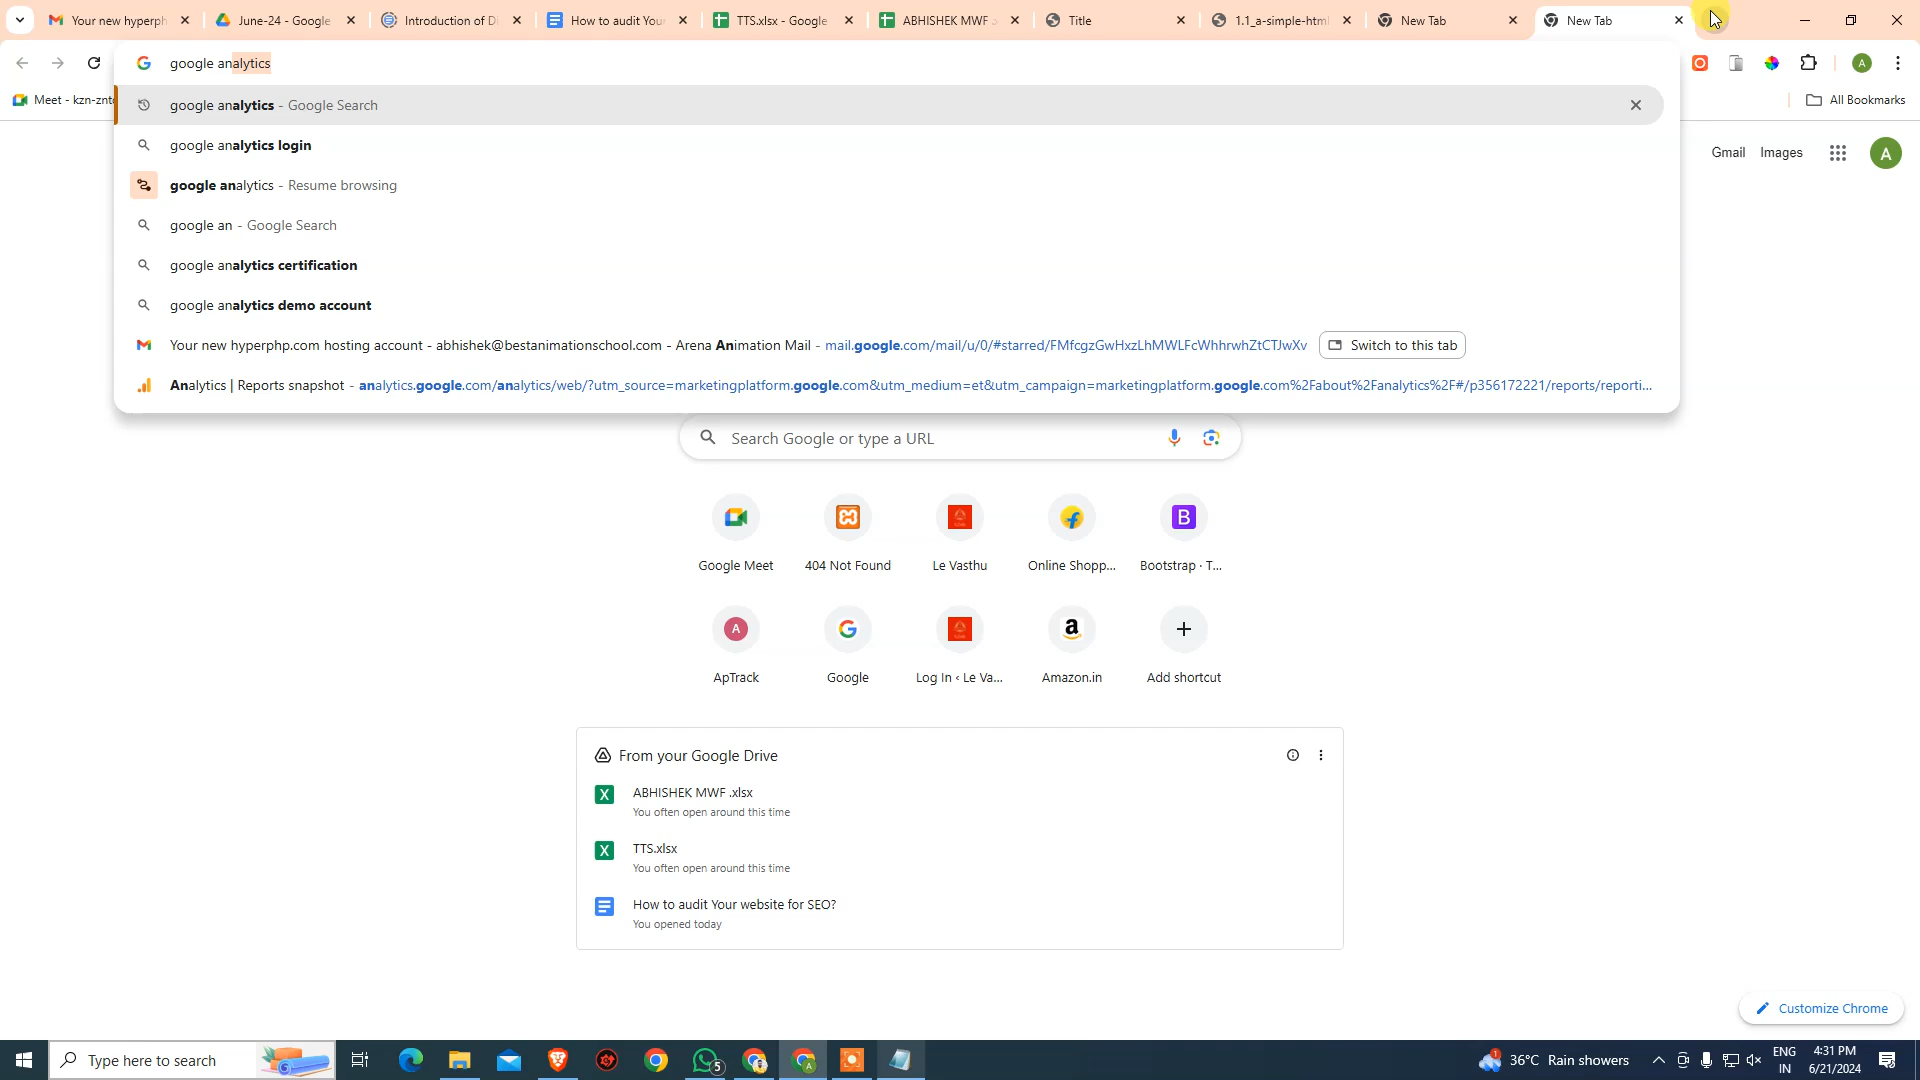 Your new hyperph
June-24 - Google
Introduction of Di
How to audit Your
TTS.xlsx - Google
ABHISHEK MWF .x
Title
1.1_a-simple-html
New Tab
New Tab
google analytics
A
Meet - kzn-znt
All Bookmarks
google analytics - Google Search
google analytics login
google analytics - Resume browsing
google an - Google Search
google analytics certification
google analytics demo account
Your new hyperphp.com hosting account - abhishek@bestanimationschool.com - Arena Animation Mail - mail.google.com/mail/u/0/#starred/FMfcgzGwHxzLhMWLFcWhhrwhZtCTJwXv
Switch to this tab
Analytics | Reports snapshot - analytics.google.com/analytics/web/?utm_source=marketingplatform.google.com&utm_medium=et&utm_campaign=marketingplatform.google.com%2Fabout%2Fanalytics%2F#/p356172221/reports/reporti...
Gmail
Images
A
Search Google or type a URL
Google Meet
404 Not Found
Le Vasthu
Online Shopp...
Bootstrap · T...
A
ApTrack
Google
Log In ‹ Le Va...
Amazon.in
Add shortcut
From your Google Drive
ABHISHEK MWF .xlsx
You often open around this time
TTS.xlsx
You often open around this time
How to audit Your website for SEO?
You opened today
Customize Chrome
Type here to search
5
36°C Rain showers
ENG
IN
4:31 PM
6/21/2024